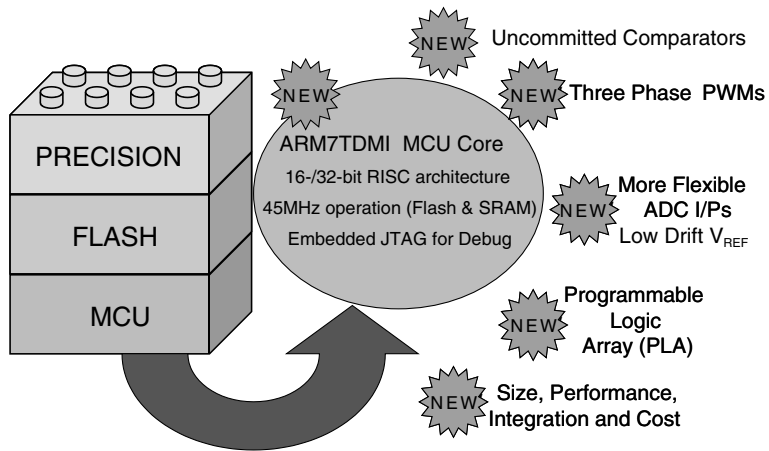 NEW
Uncommitted Comparators
NEW
NEW
Three Phase PWMs
PRECISION
FLASH
MCU
ARM7TDMI MCU Core
16-/32-bit RISC architecture
45MHz operation (Flash & SRAM)
Embedded JTAG for Debug
NEW
More Flexible
ADC I/Ps
Low Drift VREF
NEW
Programmable
Logic
Array (PLA)
NEW
Size, Performance,
Integration and Cost